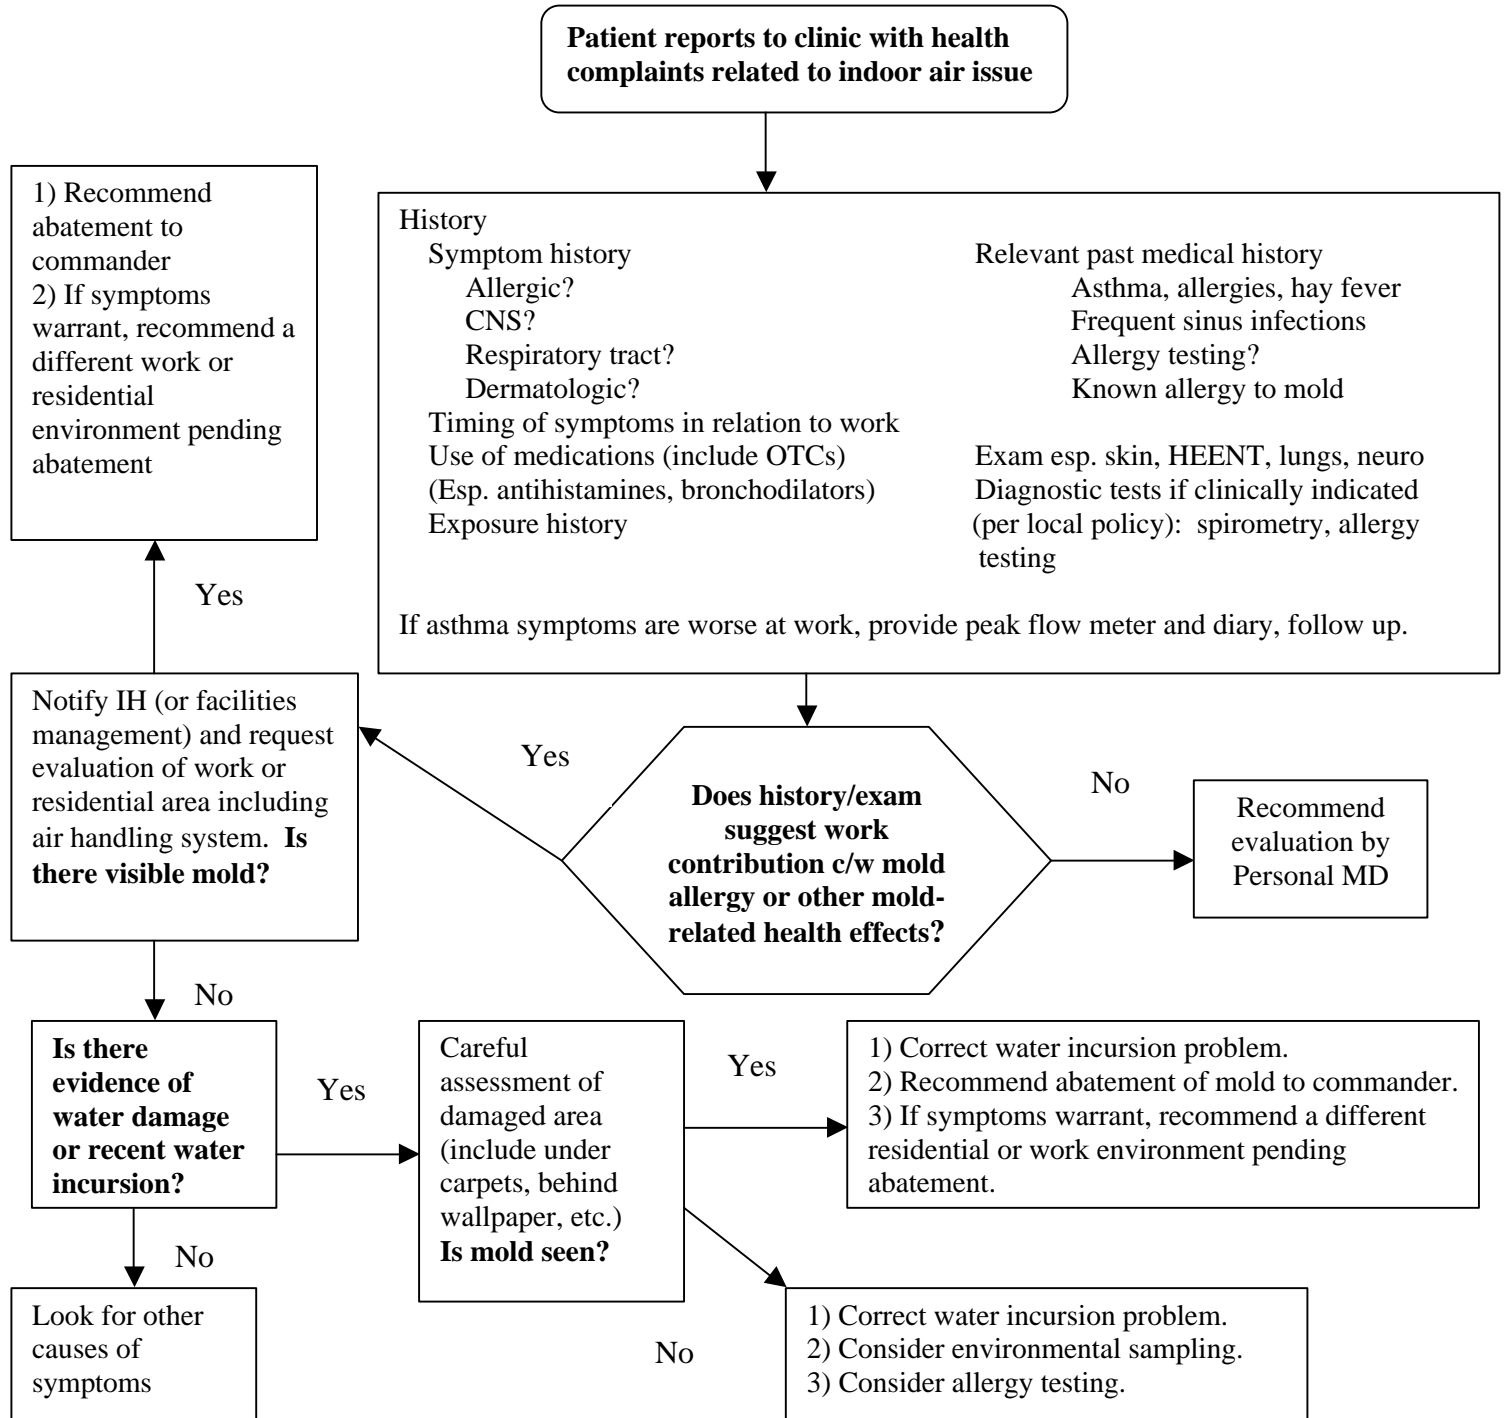 Patient reports to clinic with health
complaints related to indoor air issue
1) Recommend
abatement to
commander
2) If symptoms
warrant, recommend a
different work or
residential
environment pending
abatement
History
Symptom history
Allergic?
CNS?
Respiratory tract?
Dermatologic?
Timing of symptoms in relation to work
Use of medications (include OTCs)
(Esp. antihistamines, bronchodilators)
Exposure history
Relevant past medical history
Asthma, allergies, hay fever
Frequent sinus infections
Allergy testing?
Known allergy to mold
Exam esp. skin, HEENT, lungs, neuro
Diagnostic tests if clinically indicated
(per local policy): spirometry, allergy
testing
If asthma symptoms are worse at work, provide peak flow meter and diary, follow up.
Yes
Notify IH (or facilities
management) and request
evaluation of work or
residential area including
air handling system. Is
there visible mold?
Yes
Does history/exam
suggest work
contribution c/w mold
allergy or other mold-
related health effects?
No
Recommend
evaluation by
Personal MD
No
Is there
evidence of
water damage
or recent water
incursion?
Yes
Careful
assessment of
damaged area
(include under
carpets, behind
wallpaper, etc.)
Is mold seen?
Yes
1) Correct water incursion problem.
2) Recommend abatement of mold to commander.
3) If symptoms warrant, recommend a different
residential or work environment pending
abatement.
No
Look for other
causes of
symptoms
No
1) Correct water incursion problem.
2) Consider environmental sampling.
3) Consider allergy testing.